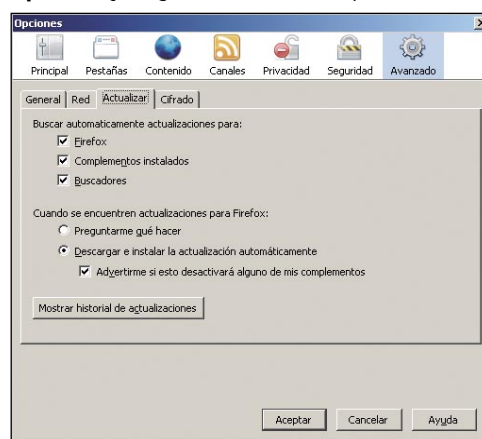 Opciones
Principal Pestañas Contenido Canales Privacidad Seguridad Avanzado
General Red Actualizar Cifrado
Buscar automaticamente actualizaciones para:
Firefox
Complementos instalados
Buscadores
Cuando se encuentren actualizaciones para Firefox:
Preguntarme qué hacer
Descargar e instalar la actualización automáticamente
Advertirme si esto desactivará alguno de mis complementos
Mostrar historial de actualizaciones
Aceptar Cancelar Ayuda